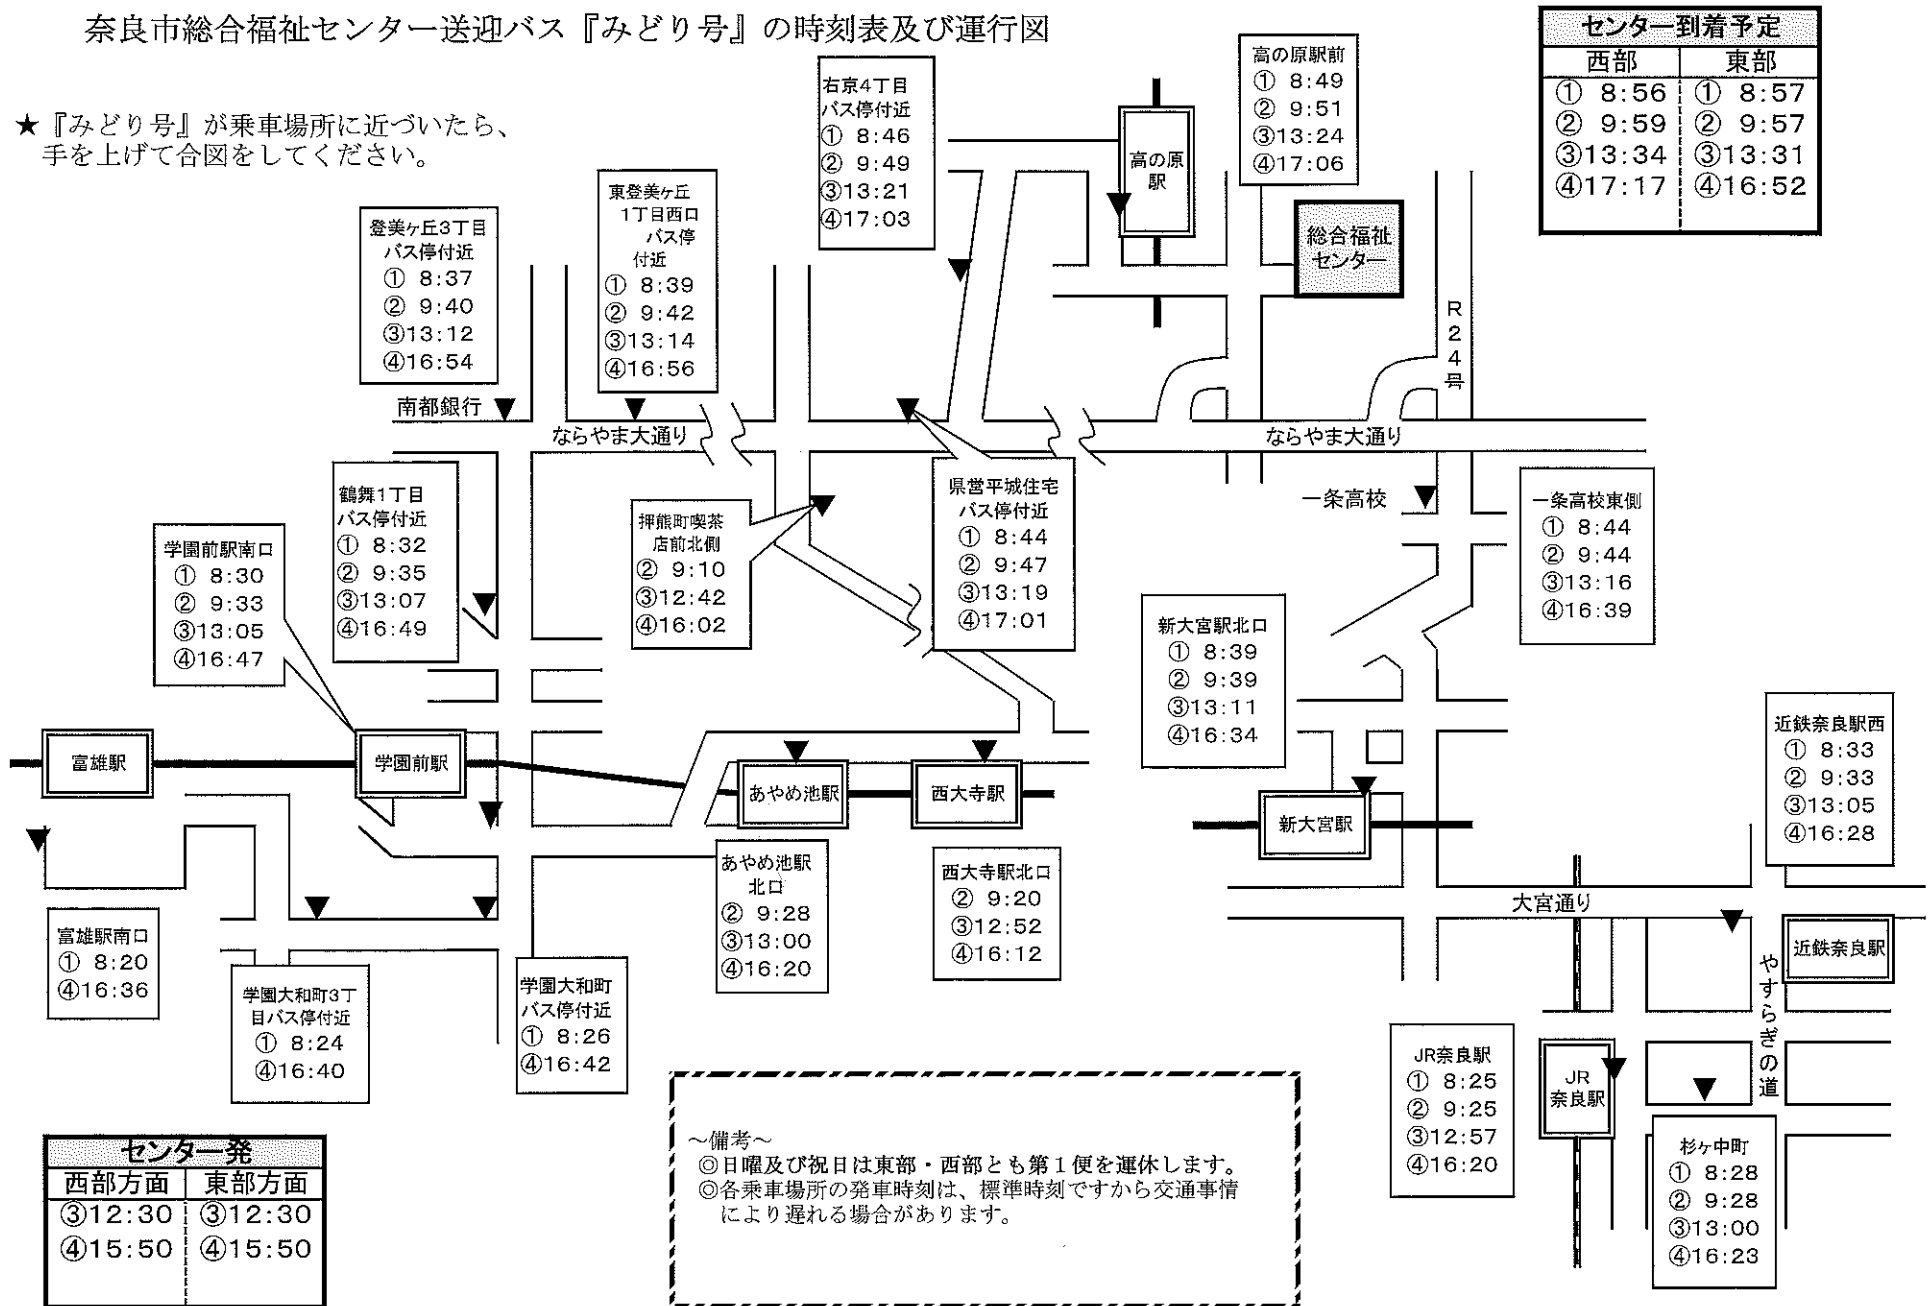 奈良市総合福祉センター送迎バス『みどり号』の時刻表及び運行図
★『みどり号』が乗車場所に近づいたら、
手を上げて合図をしてください。
センター到着予定
西部 東部
① 8:56 ① 8:57
② 9:59 ② 9:57
③13:34 ③13:31
④17:17 ④16:52
高の原駅前
① 8:49
② 9:51
③13:24
④17:06
右京4丁目
バス停付近
① 8:46
② 9:49
③13:21
④17:03
高の原
駅
総合福祉
センター
東登美ヶ丘
1丁目西口
バス停
付近
① 8:39
② 9:42
③13:14
④16:56
登美ヶ丘3丁目
バス停付近
① 8:37
② 9:40
③13:12
④16:54
R24号
南都銀行
ならやま大通り
ならやま大通り
鶴舞1丁目
バス停付近
① 8:32
② 9:35
③13:07
④16:49
押熊町喫茶
店前北側
② 9:10
③12:42
④16:02
県営平城住宅
バス停付近
① 8:44
② 9:47
③13:19
④17:01
一条高校
一条高校東側
① 8:44
② 9:44
③13:16
④16:39
学園前駅南口
① 8:30
② 9:33
③13:05
④16:47
新大宮駅北口
① 8:39
② 9:39
③13:11
④16:34
近鉄奈良駅西
① 8:33
② 9:33
③13:05
④16:28
富雄駅
学園前駅
あやめ池駅
西大寺駅
新大宮駅
あやめ池駅
北口
② 9:28
③13:00
④16:20
西大寺駅北口
② 9:20
③12:52
④16:12
大宮通り
近鉄奈良駅
やすらぎの道
富雄駅南口
① 8:20
④16:36
学園大和町3丁
目バス停付近
① 8:24
④16:40
学園大和町
バス停付近
① 8:26
④16:42
JR奈良駅
① 8:25
② 9:25
③12:57
④16:20
JR
奈良駅
杉ヶ中町
① 8:28
② 9:28
③13:00
④16:23
センター発
西部方面 東部方面
③12:30 ③12:30
④15:50 ④15:50
～備考～
◎日曜及び祝日は東部・西部とも第1便を運休します。
◎各乗車場所の発車時刻は、標準時刻ですから交通事情
により遅れる場合があります。